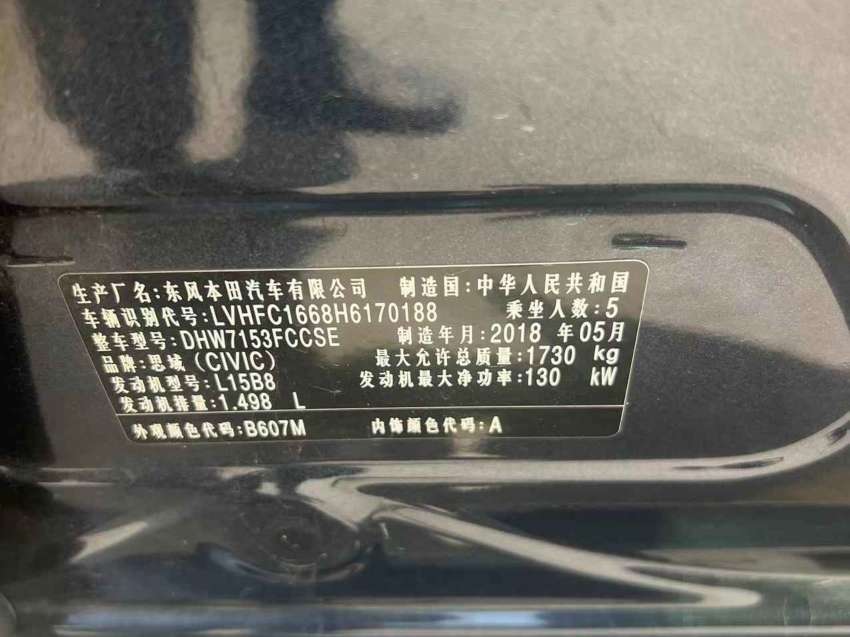 生产厂名:东风本田汽车有限公司 制造国:中华人民共和国
车辆识别代号:LVHFC1668H6170188 乘坐人数:5
整车型号:DHW7153FCCSE 制造年月:2018 年05月
品牌:思域(CIVIC) 最大允许总质量:1730 kg
发动机型号:L15B8 发动机最大净功率:130 kW
发动机排量:1.498 L
外观颜色代码:B607M 内饰颜色代码:A